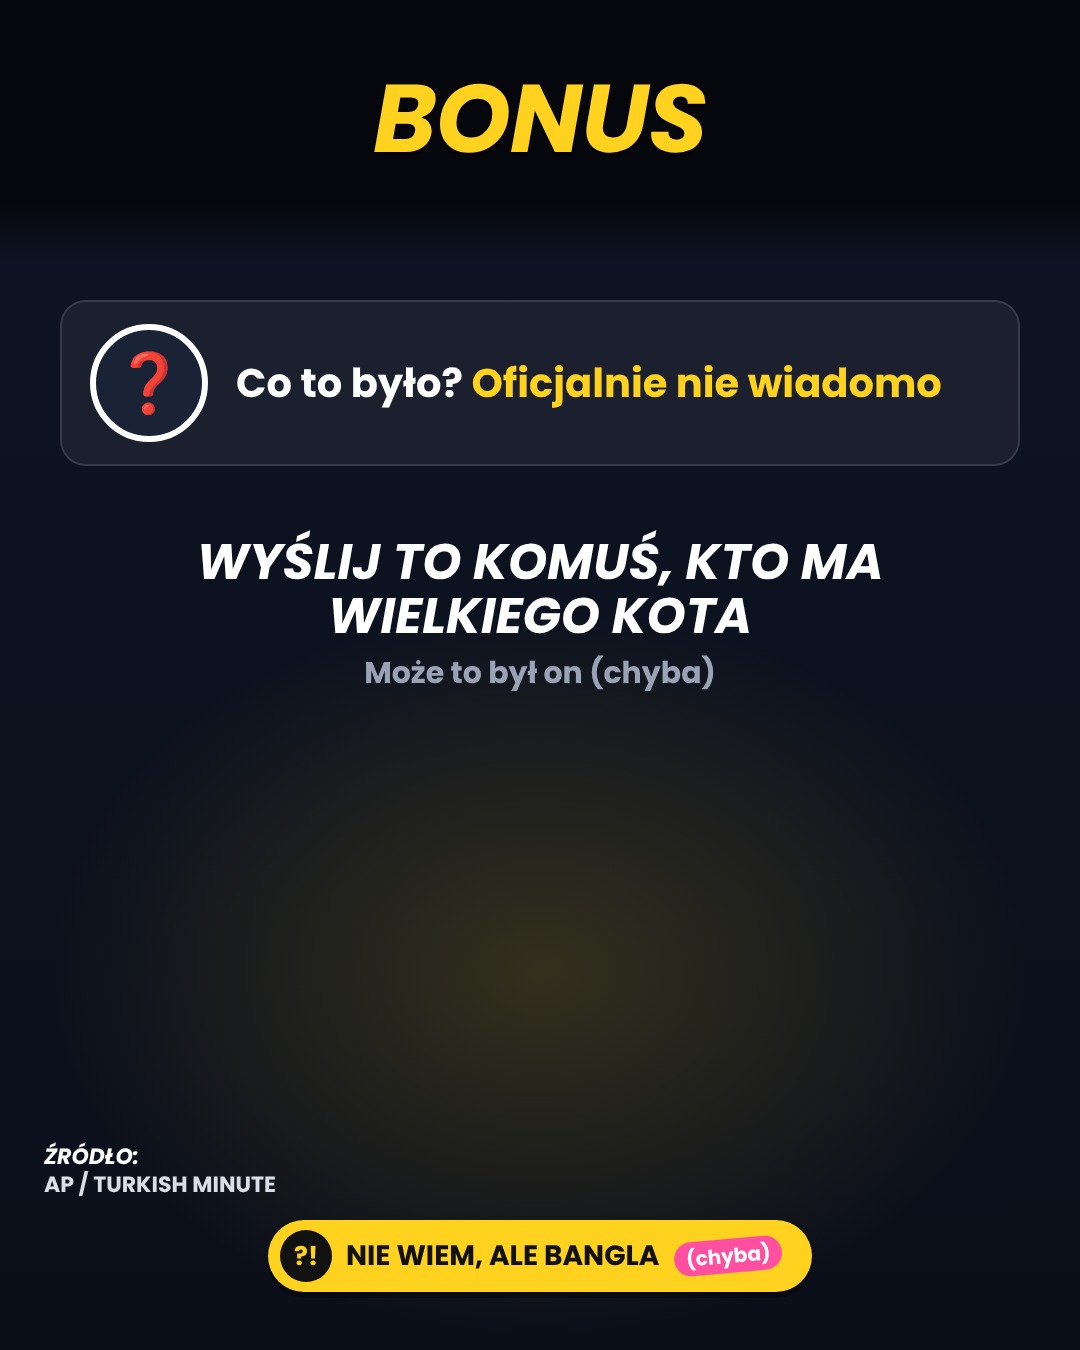 BONUS
❓ Co to było? Oficjalnie nie wiadomo
WYŚLIJ TO KOMUŚ, KTO MA
WIELKIEGO KOTA
Może to był on (chyba)
ŹRÓDŁO:
AP / TURKISH MINUTE
?! NIE WIEM, ALE BANGLA (chyba)